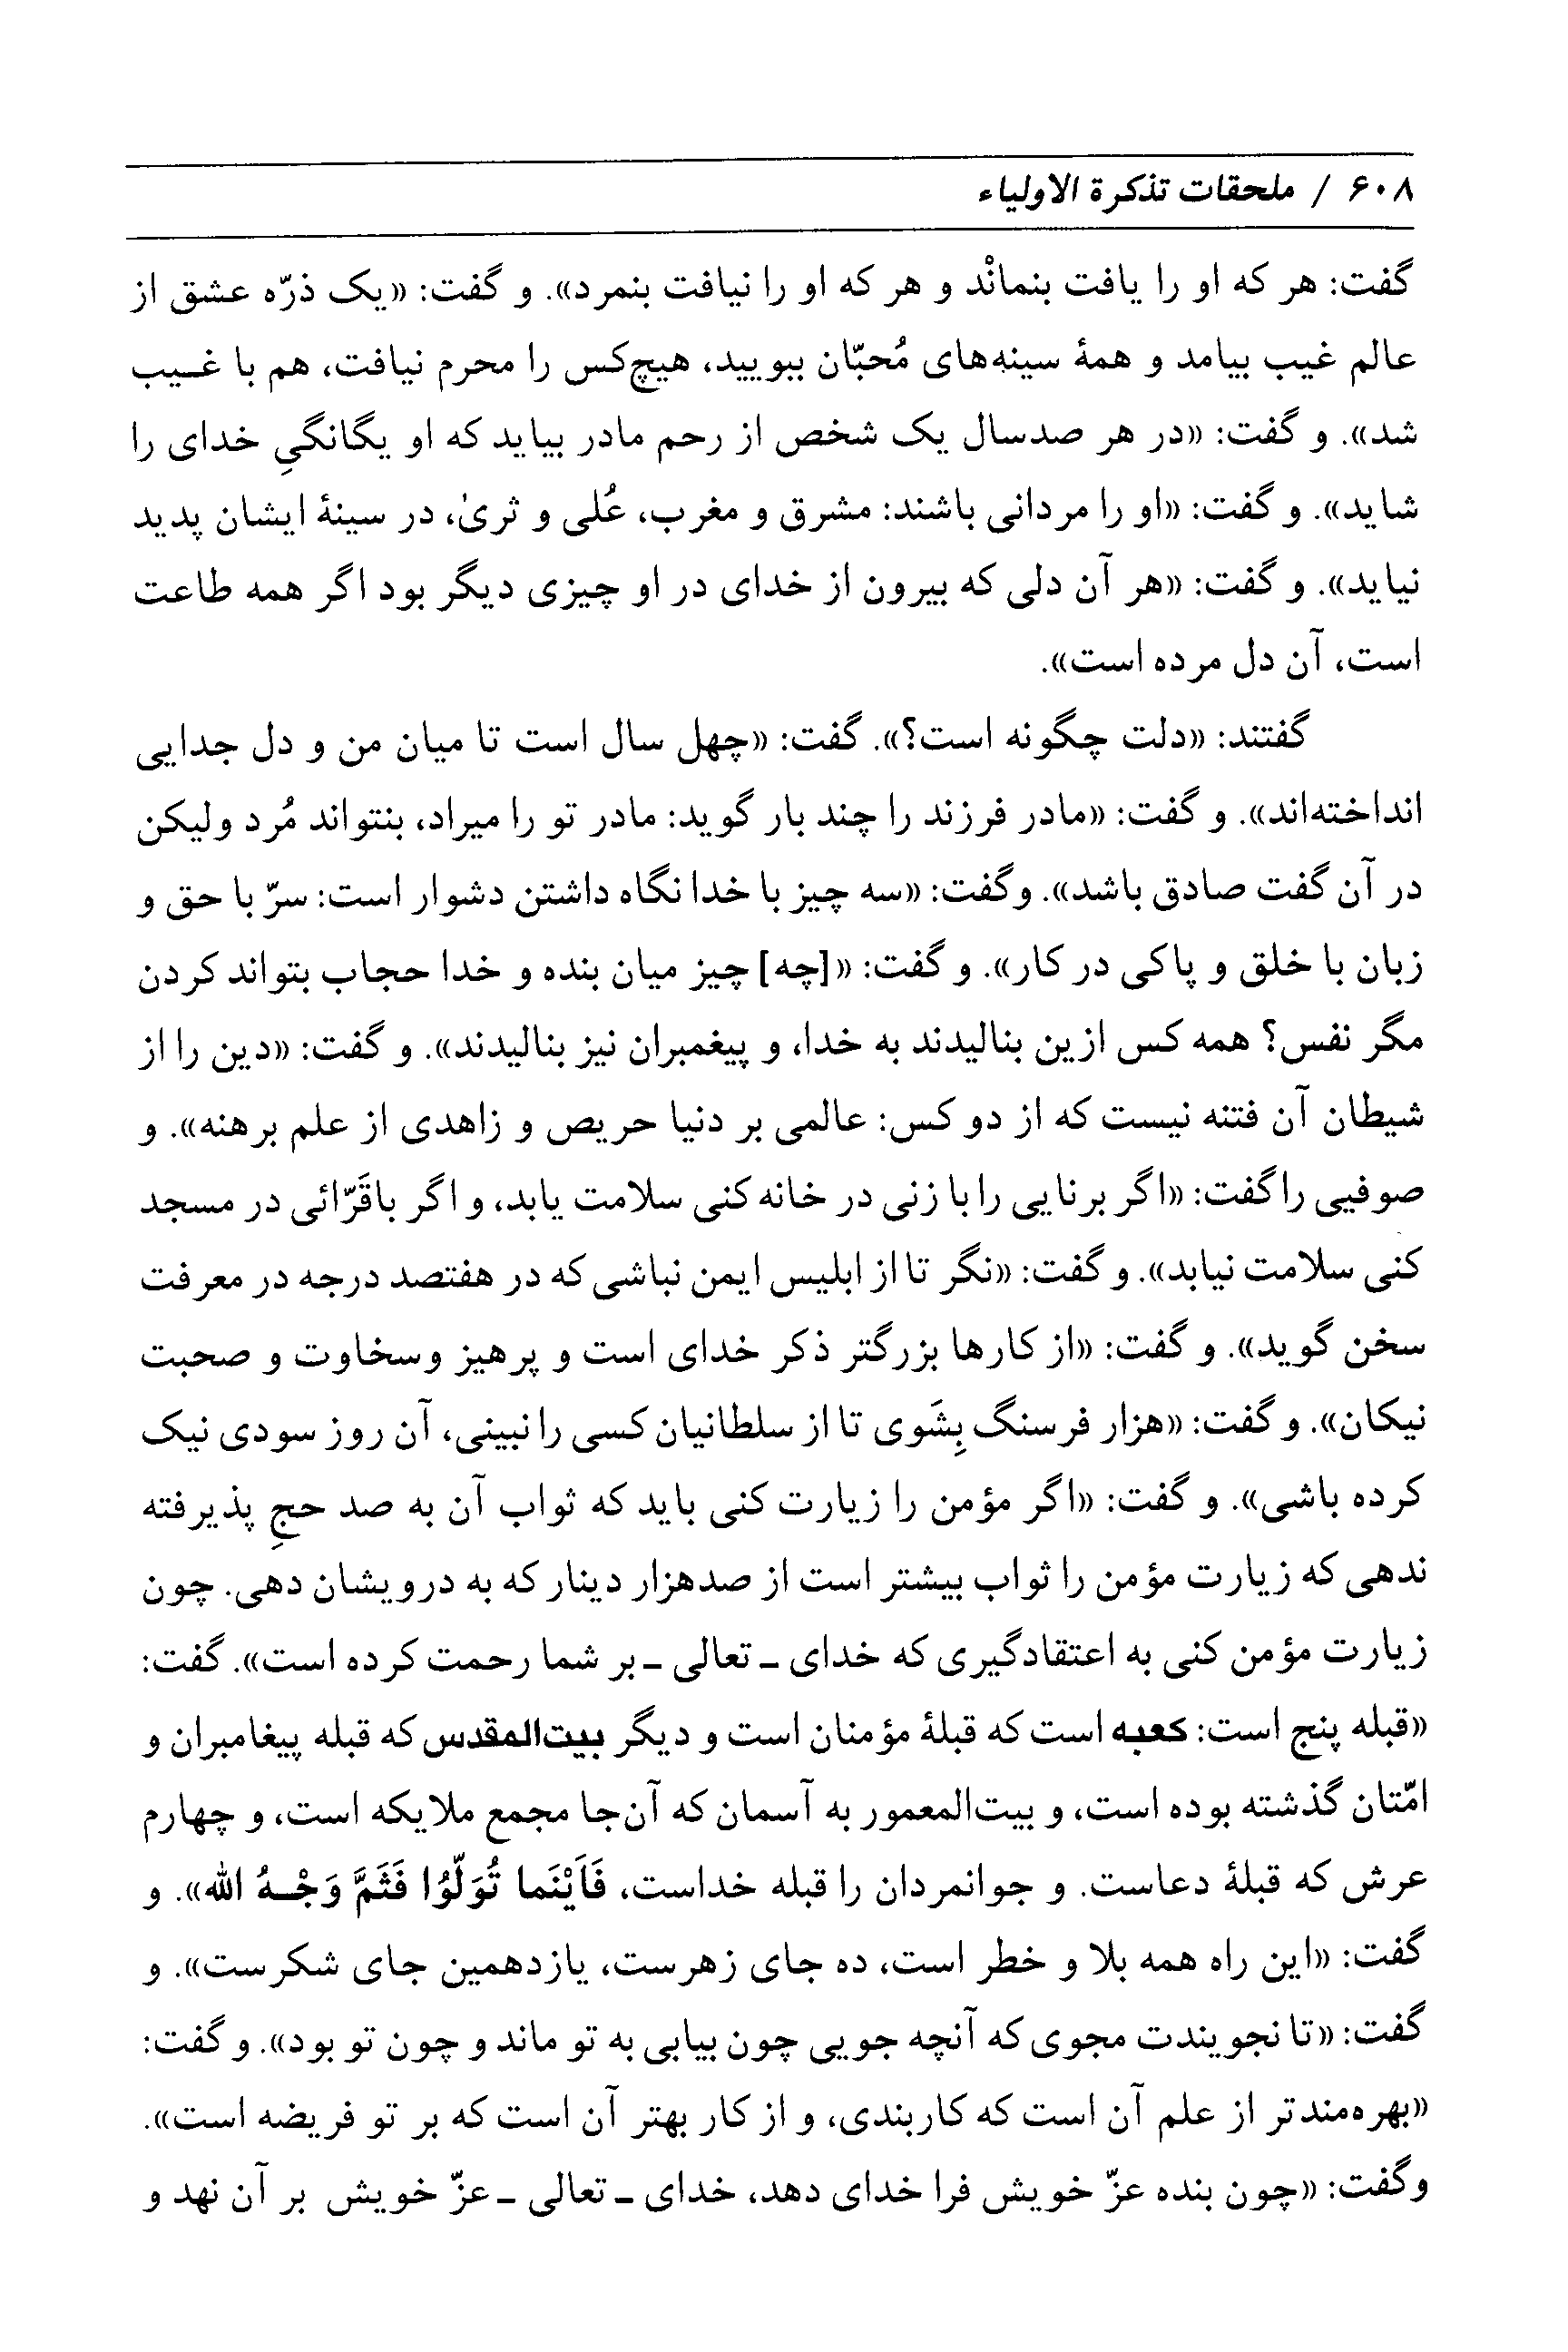 ۶۰۸ / ملحقات تذکرة الاولیاء
گفت: هر که او را یافت بنمانْد و هر که او را نیافت بنمرد». و گفت: «یک ذرّه عشق از
عالم غیب بیامد و همهٔ سینه‌های مُحبّان ببویید، هیچ‌کس را محرم نیافت، هم با غـیب
شد». و گفت: «در هر صدسال یک شخص از رحم مادر بیاید که او یگانگیِ خدای را
شاید». و گفت: «او را مردانی باشند: مشرق و مغرب، عُلی و ثریٰ، در سینهٔ ایشان پدید
نیاید». و گفت: «هر آن دلی که بیرون از خدای در او چیزی دیگر بود اگر همه طاعت
است، آن دل مرده است».
گفتند: «دلت چگونه است؟». گفت: «چهل سال است تا میان من و دل جدایی
انداخته‌اند». و گفت: «مادر فرزند را چند بار گوید: مادر تو را میراد، بنتواند مُرد ولیکن
در آن گفت صادق باشد». وگفت: «سه چیز با خدا نگاه داشتن دشوار است: سرّ با حق و
زبان با خلق و پاکی در کار». و گفت: «[چه] چیز میان بنده و خدا حجاب بتواند کردن
مگر نفس؟ همه کس ازین بنالیدند به خدا، و پیغمبران نیز بنالیدند». و گفت: «دین را از
شیطان آن فتنه نیست که از دو کس: عالمی بر دنیا حریص و زاهدی از علم برهنه». و
صوفیی را گفت: «اگر برنایی را با زنی در خانه کنی سلامت یابد، و اگر باقَرّائی در مسجد
کنی سلامت نیابد». و گفت: «نگر تا از ابلیس ایمن نباشی که در هفتصد درجه در معرفت
سخن گوید». و گفت: «از کارها بزرگتر ذکر خدای است و پرهیز وسخاوت و صحبت
نیکان». و گفت: «هزار فرسنگ بِشَوی تا از سلطانیان کسی را نبینی، آن روز سودی نیک
کرده باشی». و گفت: «اگر مؤمن را زیارت کنی باید که ثواب آن به صد حجِ پذیرفته
ندهی که زیارت مؤمن را ثواب بیشتر است از صدهزار دینار که به درویشان دهی. چون
زیارت مؤمن کنی به اعتقادگیری که خدای ـ تعالی ـ بر شما رحمت کرده است». گفت:
«قبله پنج است: کعبه است که قبلهٔ مؤمنان است و دیگر بیت‌المقدس که قبله پیغامبران و
امّتان گذشته بوده است، و بیت‌المعمور به آسمان که آن‌جا مجمع ملایکه است، و چهارم
عرش که قبلهٔ دعاست. و جوانمردان را قبله خداست، فَاَیْنَما تُوَلّوُا فَثَمَّ وَجْـهُ الله». و
گفت: «این راه همه بلا و خطر است، ده جای زهرست، یازدهمین جای شکرست». و
گفت: «تا نجویندت مجوی که آنچه جویی چون بیابی به تو ماند و چون تو بود». و گفت:
«بهره‌مندتر از علم آن است که کاربندی، و از کار بهتر آن است که بر تو فریضه است».
وگفت: «چون بنده عزّ خویش فرا خدای دهد، خدای ـ تعالی ـ عزّ خویش بر آن نهد و